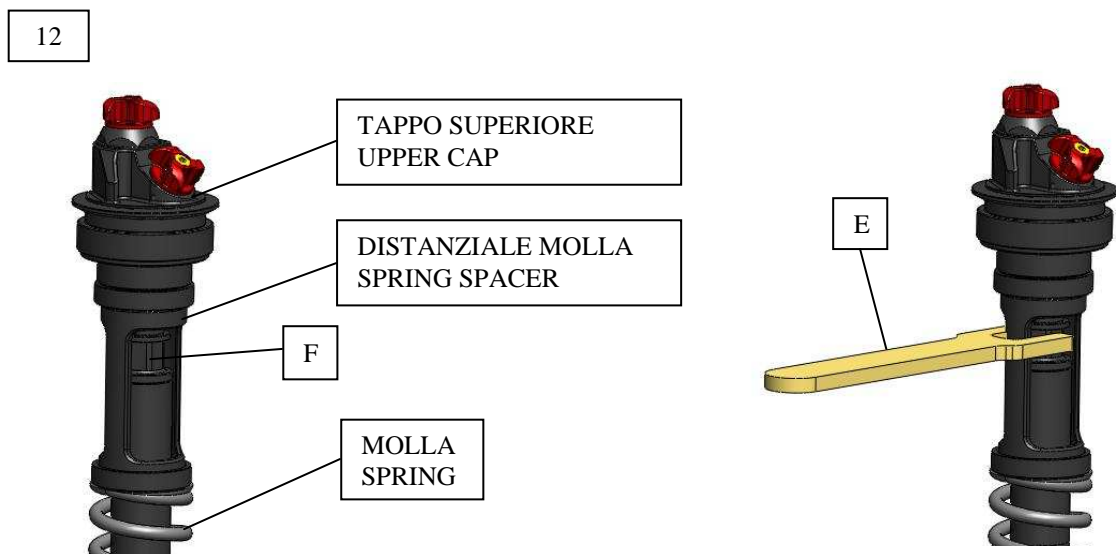 12
TAPPO SUPERIORE
UPPER CAP
DISTANZIALE MOLLA
SPRING SPACER
F
MOLLA
SPRING
E